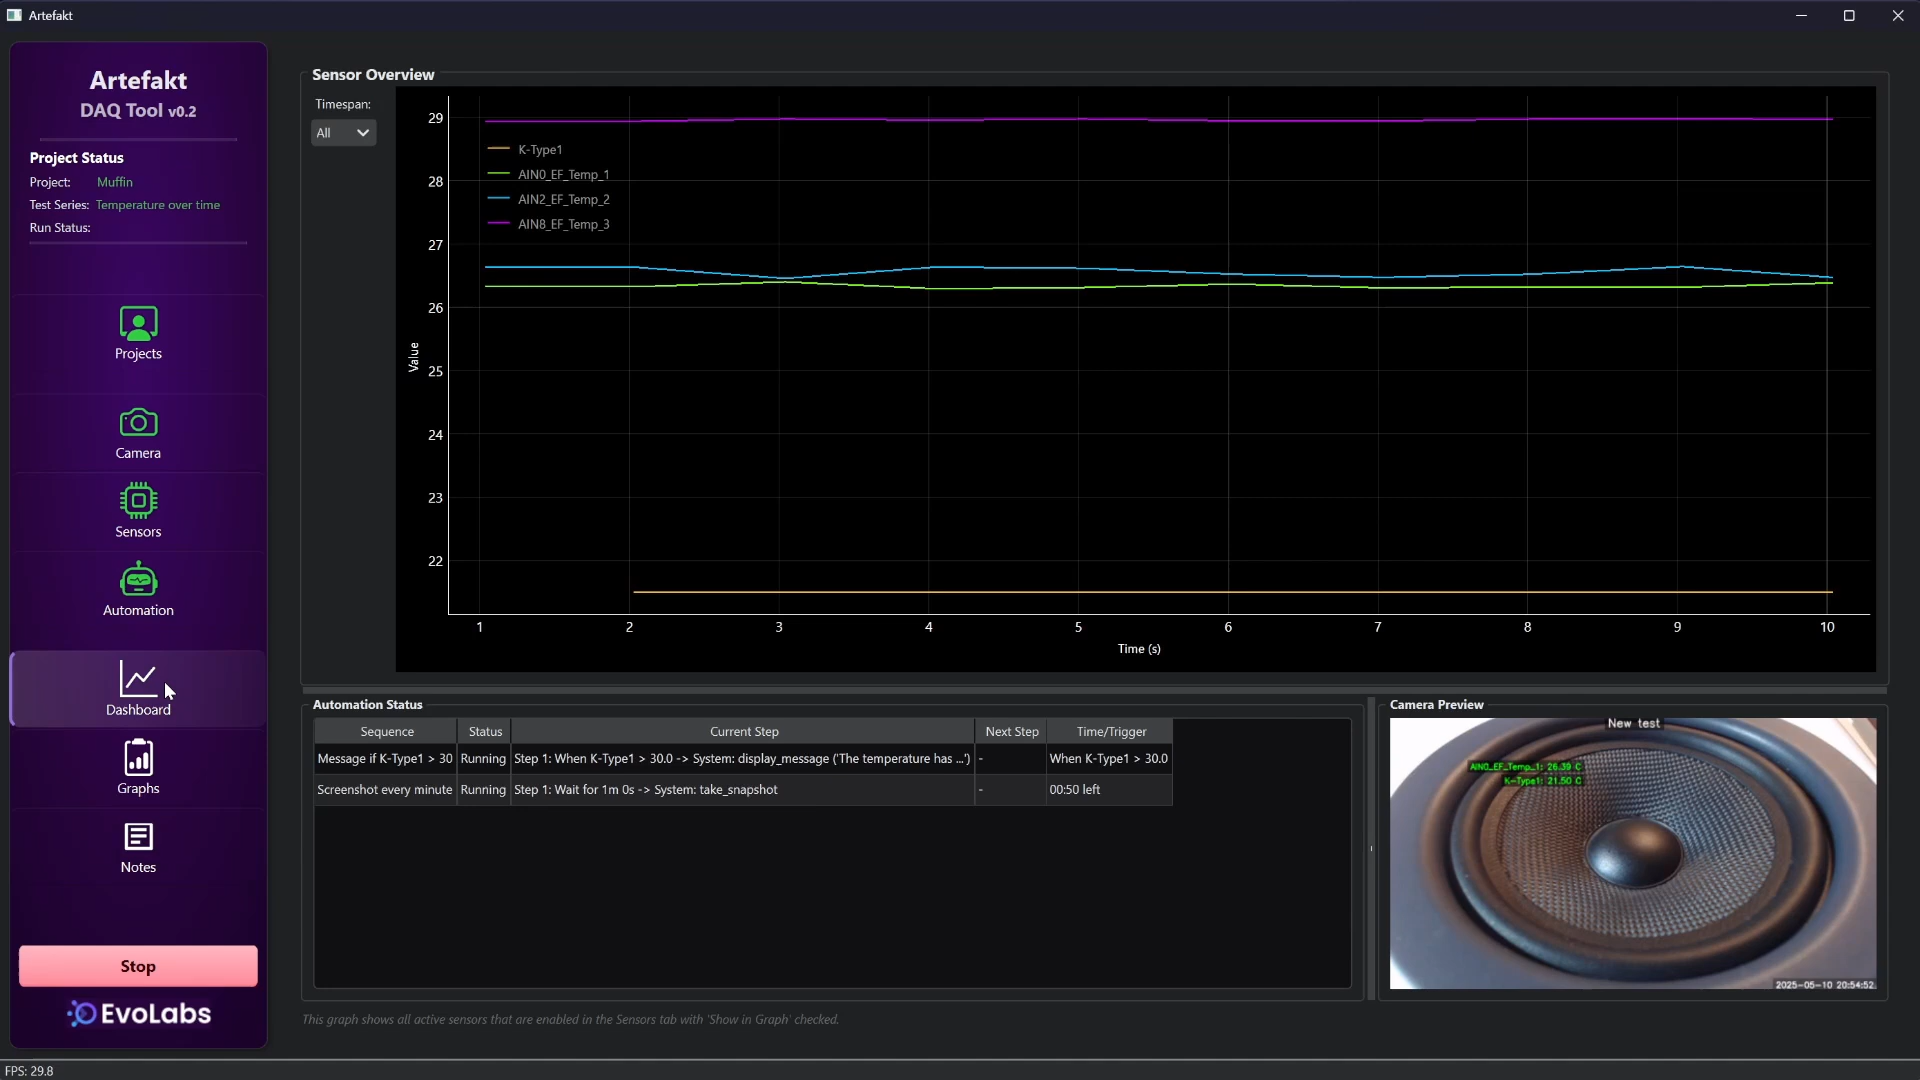 Artefakt
Artefakt
DAQ Tool v0.2
Project Status
Project: Muffin
Test Series: Temperature over time
Run Status:
Projects
Camera
Sensors
Automation
Dashboard
Graphs
Notes
Stop
EvoLabs
Sensor Overview
Timespan:
All
29
28
27
26
25
24
23
22
Value
K-Type1
AIN0_EF_Temp_1
AIN2_EF_Temp_2
AIN8_EF_Temp_3
1 2 3 4 5 6 7 8 9 10
Time (s)
Automation Status
Sequence Status Current Step Next Step Time/Trigger
Message if K-Type1 > 30 Running Step 1: When K-Type1 > 30.0 -> System: display_message ('The temperature has ...') - When K-Type1 > 30.0
Screenshot every minute Running Step 1: Wait for 1m 0s -> System: take_snapshot - 00:50 left
Camera Preview
New test
AIN0_EF_Temp_1: 26.39 C
K-Type1: 21.50 C
2025-05-10 20:54:52
This graph shows all active sensors that are enabled in the Sensors tab with 'Show in Graph' checked.
FPS: 29.8